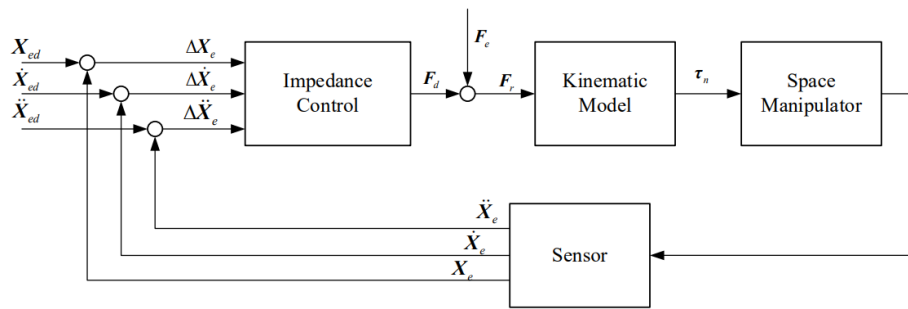 X_ed
ΔX_e
Ẋ_ed
ΔẊ_e
Ẍ_ed
ΔẌ_e
Impedance
Control
F_d
F_e
F_r
Kinematic
Model
τ_n
Space
Manipulator
Ẍ_e
Ẋ_e
X_e
Sensor